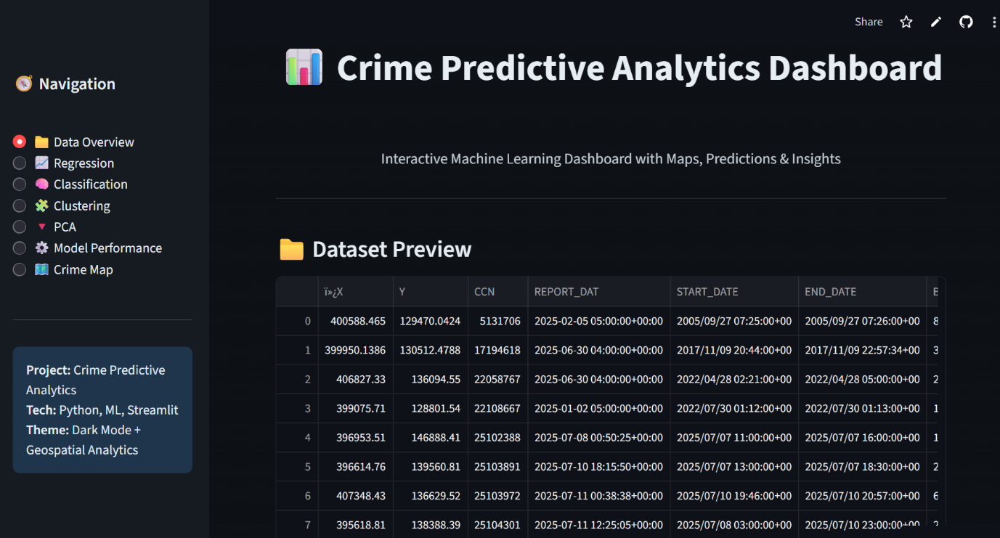 Share
Crime Predictive Analytics Dashboard
Navigation
Data Overview
Regression
Classification
Clustering
PCA
Model Performance
Crime Map
Project: Crime Predictive
Analytics
Tech: Python, ML, Streamlit
Theme: Dark Mode +
Geospatial Analytics
Interactive Machine Learning Dashboard with Maps, Predictions & Insights
Dataset Preview
ï»¿X Y CCN REPORT_DAT START_DATE END_DATE
0 400588.465 129470.0424 5131706 2025-02-05 05:00:00+00:00 2005/09/27 07:25:00+00 2005/09/27 07:26:00+00 8
1 399950.1386 130512.4788 17194618 2025-06-30 04:00:00+00:00 2017/11/09 20:44:00+00 2017/11/09 22:57:34+00 3
2 406827.33 136094.55 22058767 2025-06-30 04:00:00+00:00 2022/04/28 02:21:00+00 2022/04/28 05:00:00+00 2
3 399075.71 128801.54 22108667 2025-01-02 05:00:00+00:00 2022/07/30 01:12:00+00 2022/07/30 01:13:00+00 1
4 396953.51 146888.41 25102388 2025-07-08 00:50:25+00:00 2025/07/07 11:00:00+00 2025/07/07 16:00:00+00 1
5 396614.76 139560.81 25103891 2025-07-10 18:15:50+00:00 2025/07/07 13:00:00+00 2025/07/07 18:30:00+00 2
6 407348.43 136629.52 25103972 2025-07-11 00:38:38+00:00 2025/07/10 19:46:00+00 2025/07/10 20:57:00+00 6
7 395618.81 138388.39 25104301 2025-07-11 12:25:05+00:00 2025/07/08 03:00:00+00 2025/07/10 23:00:00+00